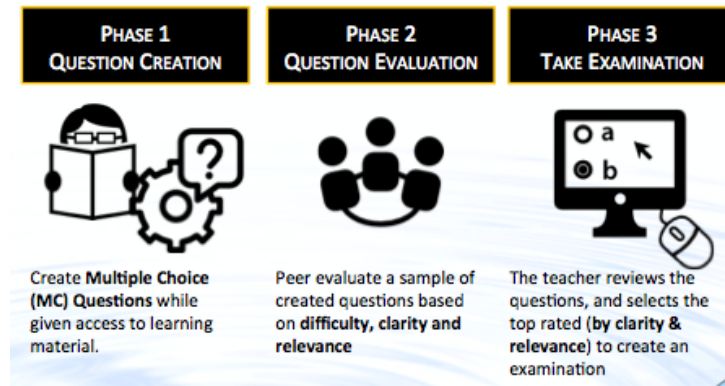 PHASE 1
QUESTION CREATION
PHASE 2
QUESTION EVALUATION
PHASE 3
TAKE EXAMINATION
?
a
b
Create Multiple Choice
(MC) Questions while
given access to learning
material.
Peer evaluate a sample of
created questions based
on difficulty, clarity and
relevance
The teacher reviews the
questions, and selects the
top rated (by clarity &
relevance) to create an
examination